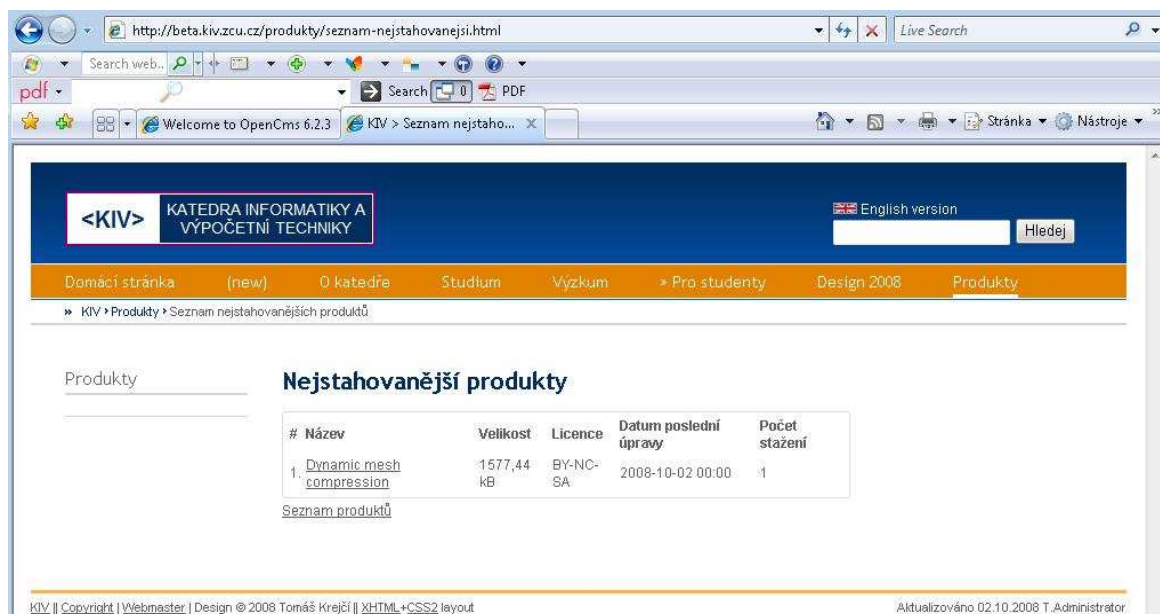 http://beta.kiv.zcu.cz/produkty/seznam-nejstahovanejsi.html Live Search
Search web..
pdf Search 0 PDF
Welcome to OpenCms 6.2.3 KIV > Seznam nejstaho... X Stránka Nástroje »
<KIV> KATEDRA INFORMATIKY A
VÝPOČETNÍ TECHNIKY
English version
Hledej
Domácí stránka (new) O katedře Studium Výzkum » Pro studenty Design 2008 Produkty
» KIV › Produkty › Seznam nejstahovanějších produktů
Produkty
Nejstahovanější produkty
# Název Velikost Licence Datum poslední úpravy Počet stažení
1. Dynamic mesh compression 1577,44 kB BY-NC-SA 2008-10-02 00:00 1
Seznam produktů
KIV || Copyright | Webmaster | Design © 2008 Tomáš Krejčí || XHTML+CSS2 layout Aktualizováno 02.10.2008 T.Administrator